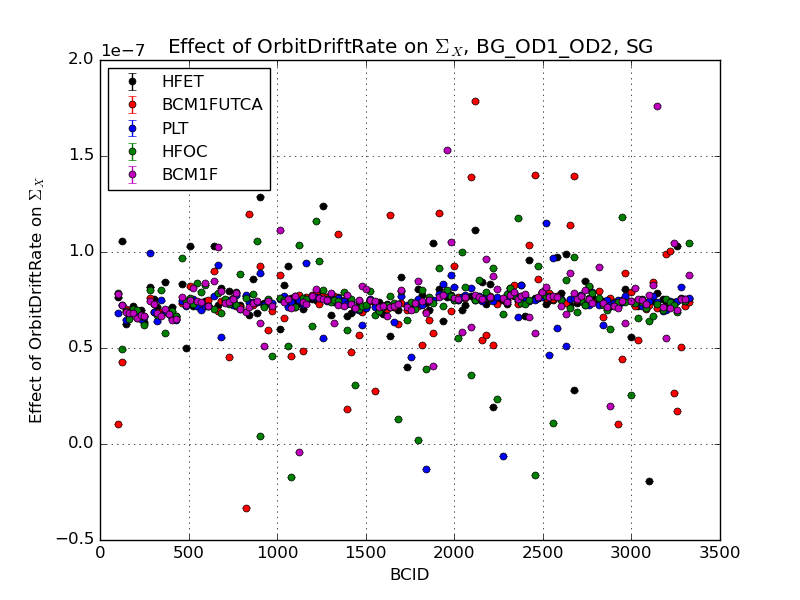 Effect of OrbitDriftRate on Σ_X, BG_OD1_OD2, SG
1e−7
2.0
1.5
1.0
0.5
0.0
−0.5
Effect of OrbitDriftRate on Σ_X
HFET
BCM1FUTCA
PLT
HFOC
BCM1F
0 500 1000 1500 2000 2500 3000 3500
BCID